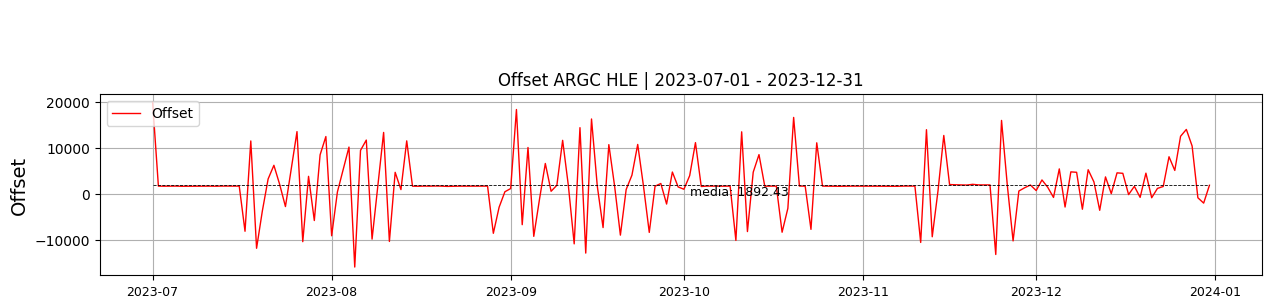 Offset ARGC HLE | 2023-07-01 - 2023-12-31
Offset
20000
10000
0
−10000
Offset
media: 1892.43
2023-07
2023-08
2023-09
2023-10
2023-11
2023-12
2024-01